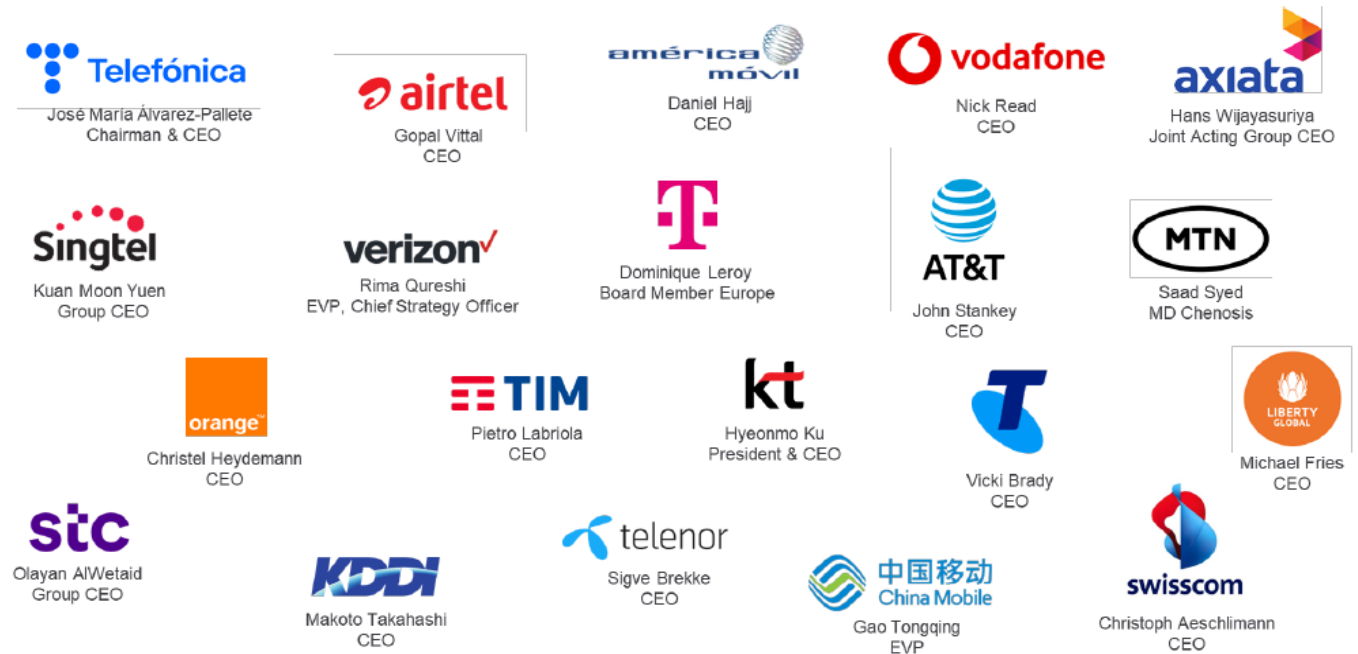 Telefónica
José María Álvarez-Pallete
Chairman & CEO
airtel
Gopal Vittal
CEO
américa
móvil
Daniel Hajj
CEO
vodafone
Nick Read
CEO
axiata
Hans Wijayasuriya
Joint Acting Group CEO
Singtel
Kuan Moon Yuen
Group CEO
verizon
Rima Qureshi
EVP, Chief Strategy Officer
T
Dominique Leroy
Board Member Europe
AT&T
John Stankey
CEO
MTN
Saad Syed
MD Chenosis
orange™
Christel Heydemann
CEO
TIM
Pietro Labriola
CEO
kt
Hyeonmo Ku
President & CEO
T
Vicki Brady
CEO
LIBERTY
GLOBAL
Michael Fries
CEO
stc
Olayan AlWetaid
Group CEO
KDDI
Makoto Takahashi
CEO
telenor
Sigve Brekke
CEO
中国移动
China Mobile
Gao Tongqing
EVP
swisscom
Christoph Aeschlimann
CEO